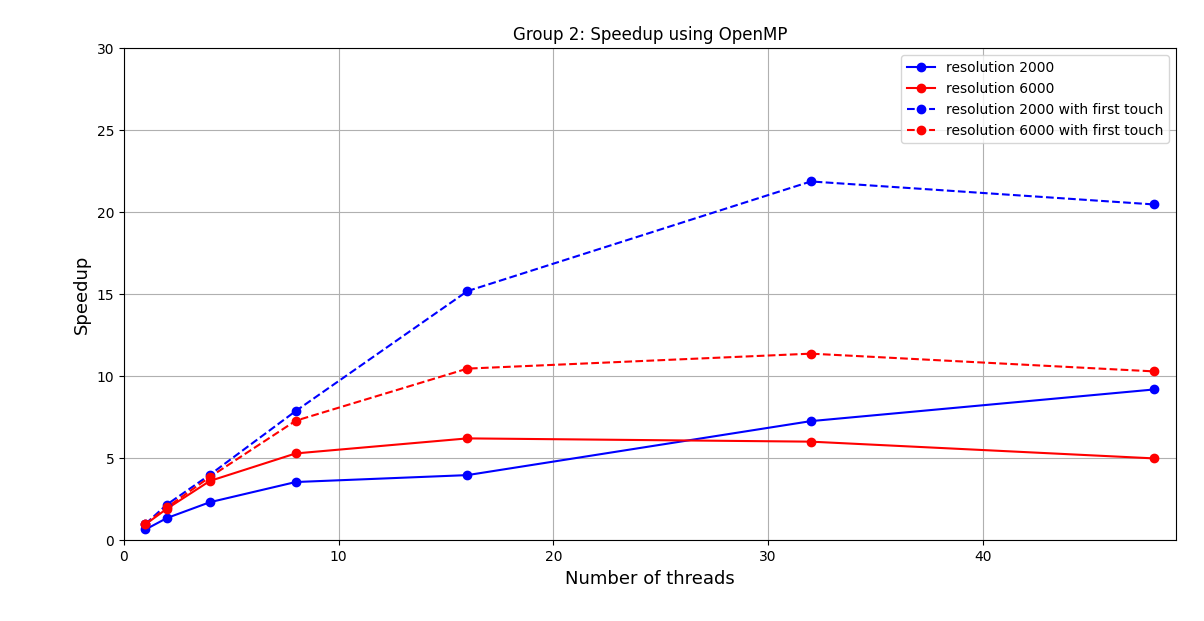 Group 2: Speedup using OpenMP
30
25
20
15
10
5
0
Speedup
resolution 2000
resolution 6000
resolution 2000 with first touch
resolution 6000 with first touch
0 10 20 30 40
Number of threads